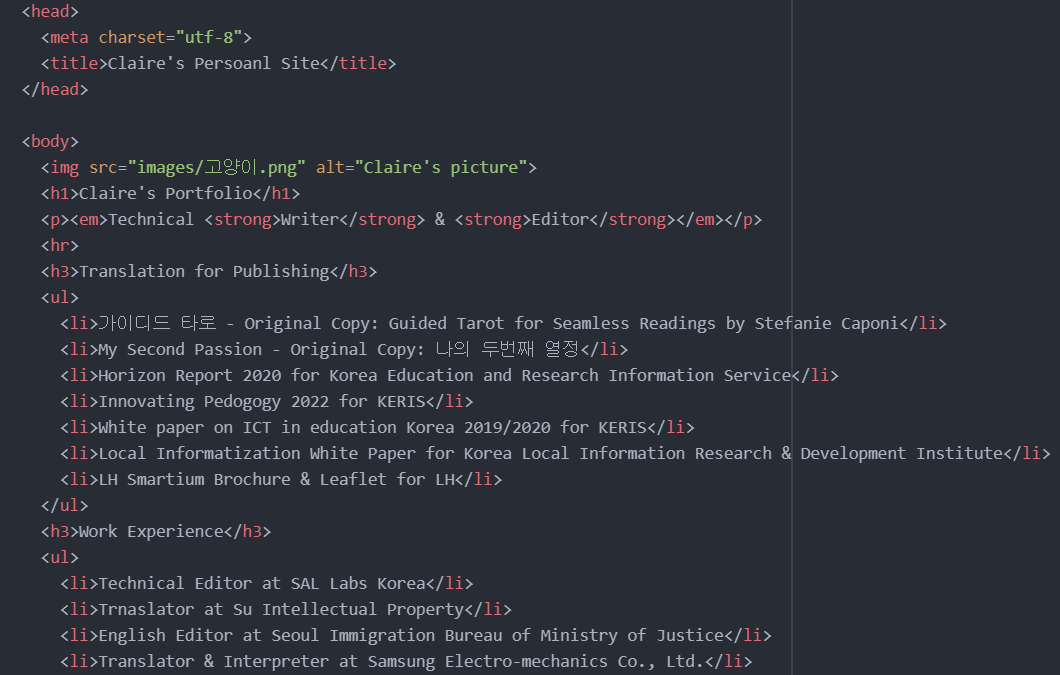 <head>
<meta charset="utf-8">
<title>Claire's Persoanl Site</title>
</head>
<body>
<img src="images/고양이.png" alt="Claire's picture">
<h1>Claire's Portfolio</h1>
<p><em>Technical <strong>Writer</strong> & <strong>Editor</strong></em></p>
<hr>
<h3>Translation for Publishing</h3>
<ul>
<li>가이디드 타로 - Original Copy: Guided Tarot for Seamless Readings by Stefanie Caponi</li>
<li>My Second Passion - Original Copy: 나의 두번째 열정</li>
<li>Horizon Report 2020 for Korea Education and Research Information Service</li>
<li>Innovating Pedogogy 2022 for KERIS</li>
<li>White paper on ICT in education Korea 2019/2020 for KERIS</li>
<li>Local Informatization White Paper for Korea Local Information Research & Development Institute</li>
<li>LH Smartium Brochure & Leaflet for LH</li>
</ul>
<h3>Work Experience</h3>
<ul>
<li>Technical Editor at SAL Labs Korea</li>
<li>Trnaslator at Su Intellectual Property</li>
<li>English Editor at Seoul Immigration Bureau of Ministry of Justice</li>
<li>Translator & Interpreter at Samsung Electro-mechanics Co., Ltd.</li>